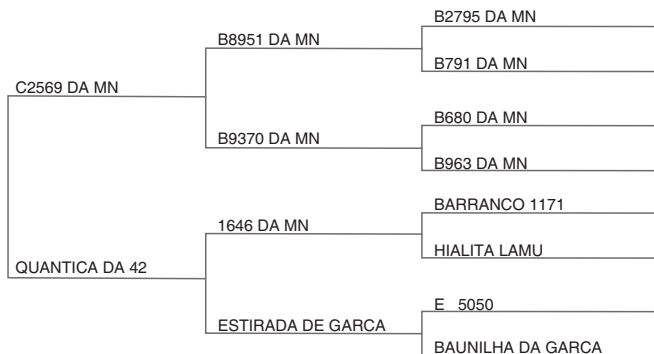 B2795 DA MN
B8951 DA MN
B791 DA MN
C2569 DA MN
B680 DA MN
B9370 DA MN
B963 DA MN
BARRANCO 1171
1646 DA MN
HIALITA LAMU
QUANTICA DA 42
E 5050
ESTIRADA DE GARCA
BAUNILHA DA GARCA